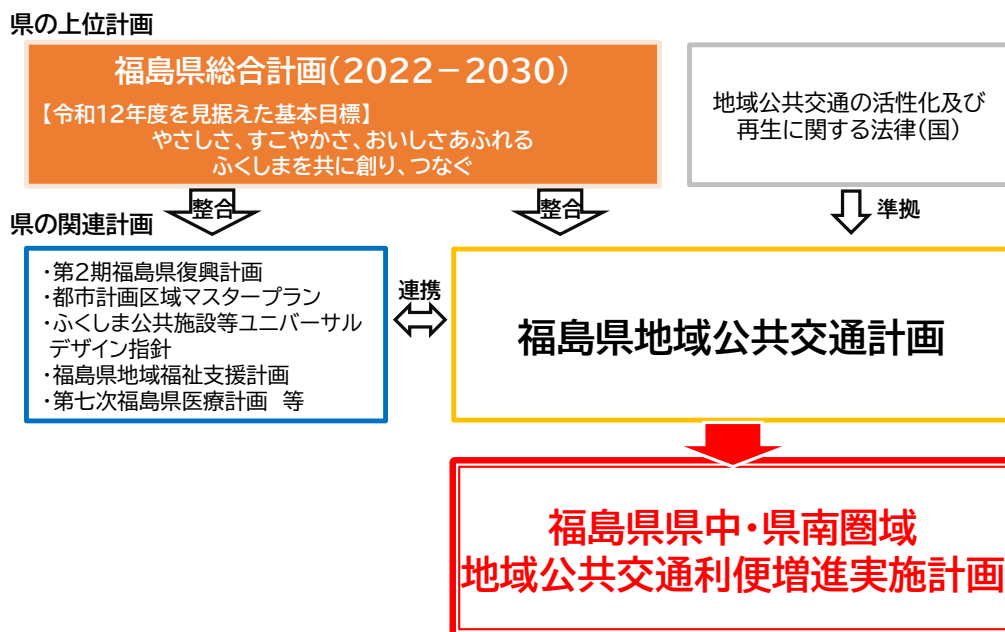 県の上位計画
福島県総合計画(2022-2030)
【令和12年度を見据えた基本目標】
やさしさ、すこやかさ、おいしさあふれる
ふくしまを共に創り、つなぐ
地域公共交通の活性化及び
再生に関する法律(国)
整合
整合
準拠
県の関連計画
・第2期福島県復興計画
・都市計画区域マスタープラン
・ふくしま公共施設等ユニバーサル
デザイン指針
・福島県地域福祉支援計画
・第七次福島県医療計画 等
連携
福島県地域公共交通計画
福島県県中・県南圏域
地域公共交通利便増進実施計画